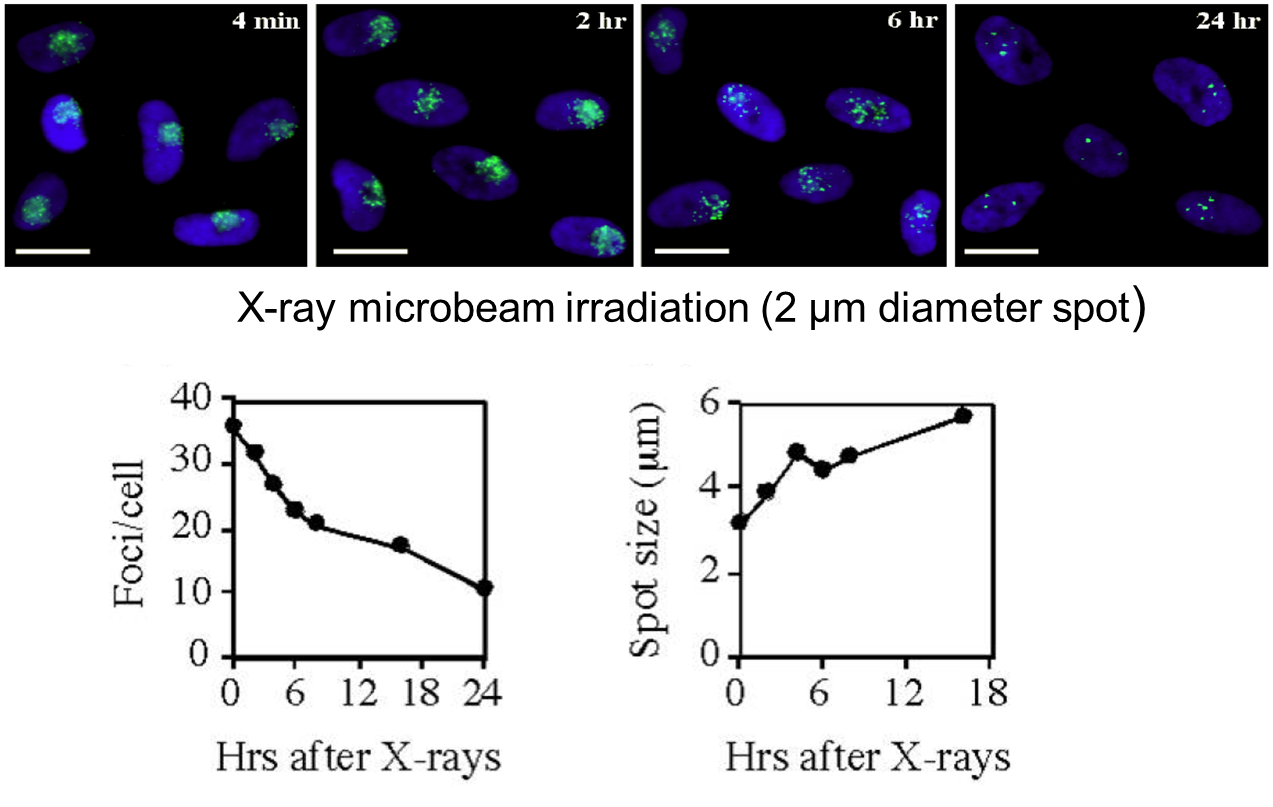 4 min
2 hr
6 hr
24 hr
X-ray microbeam irradiation (2 µm diameter spot)
Foci/cell
40
30
20
10
0
0 6 12 18 24
Hrs after X-rays
Spot size (µm)
6
4
2
0
0 6 12 18
Hrs after X-rays